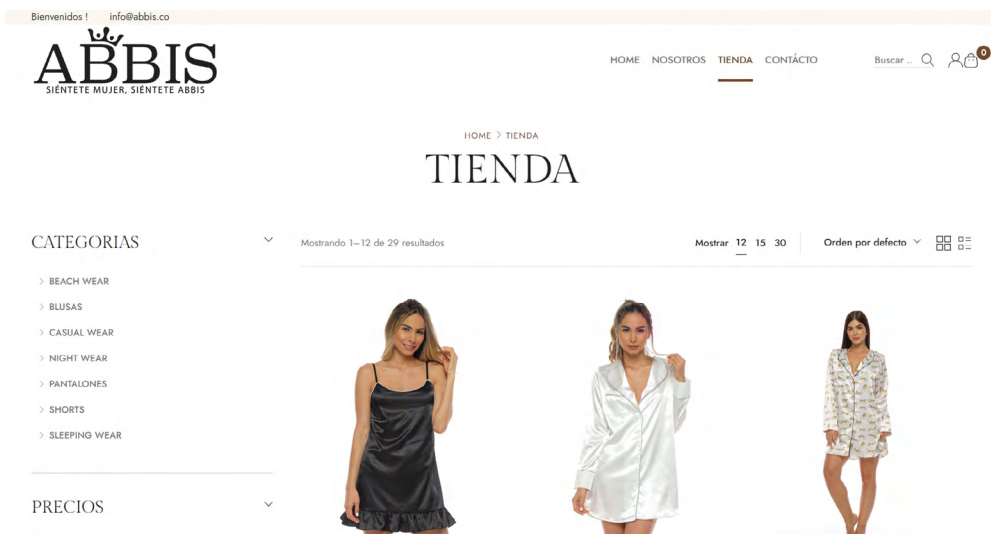 Bienvenidos ! info@abbis.co
ABBIS
SIÉNTETE MUJER, SIÉNTETE ABBIS
HOME NOSOTROS TIENDA CONTÁCTO Buscar .. 0
HOME > TIENDA
TIENDA
CATEGORIAS
Mostrando 1–12 de 29 resultados Mostrar 12 15 30 Orden por defecto
> BEACH WEAR
> BLUSAS
> CASUAL WEAR
> NIGHT WEAR
> PANTALONES
> SHORTS
> SLEEPING WEAR
PRECIOS